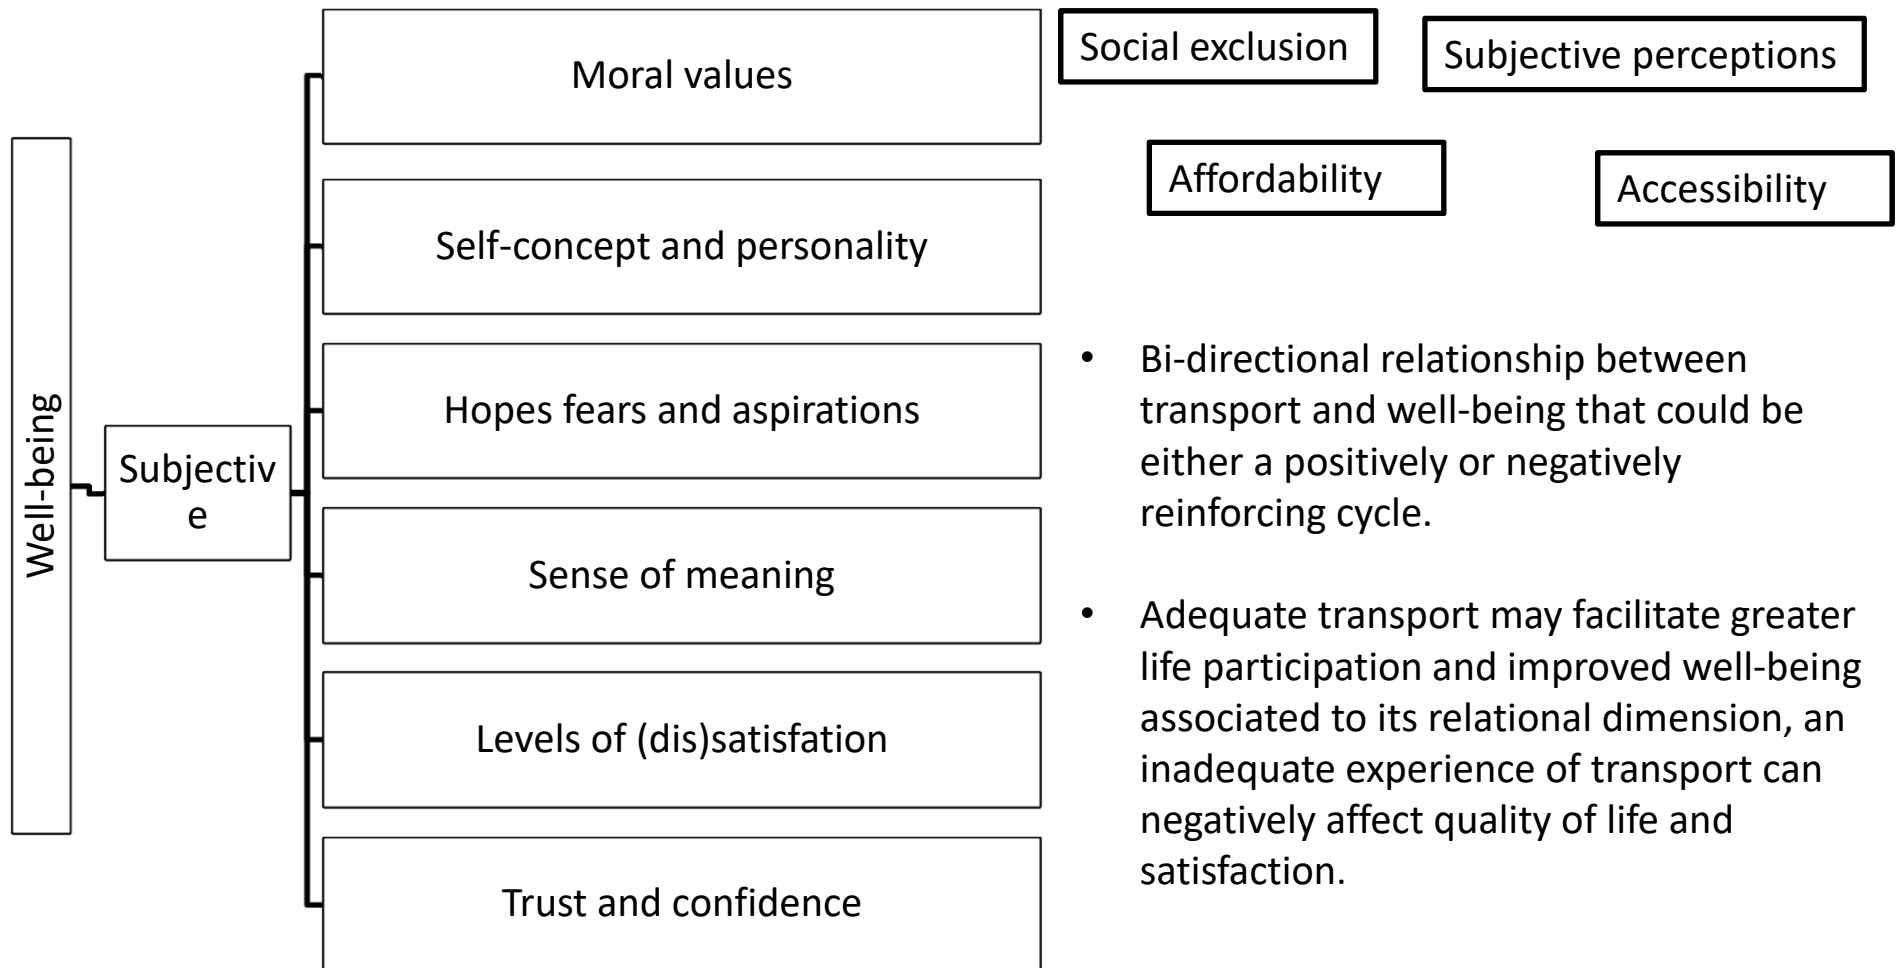 Well-being
Subjectiv
e
Moral values
Self-concept and personality
Hopes fears and aspirations
Sense of meaning
Levels of (dis)satisfation
Trust and confidence
Social exclusion
Subjective perceptions
Affordability
Accessibility
• Bi-directional relationship between
transport and well-being that could be
either a positively or negatively
reinforcing cycle.
• Adequate transport may facilitate greater
life participation and improved well-being
associated to its relational dimension, an
inadequate experience of transport can
negatively affect quality of life and
satisfaction.